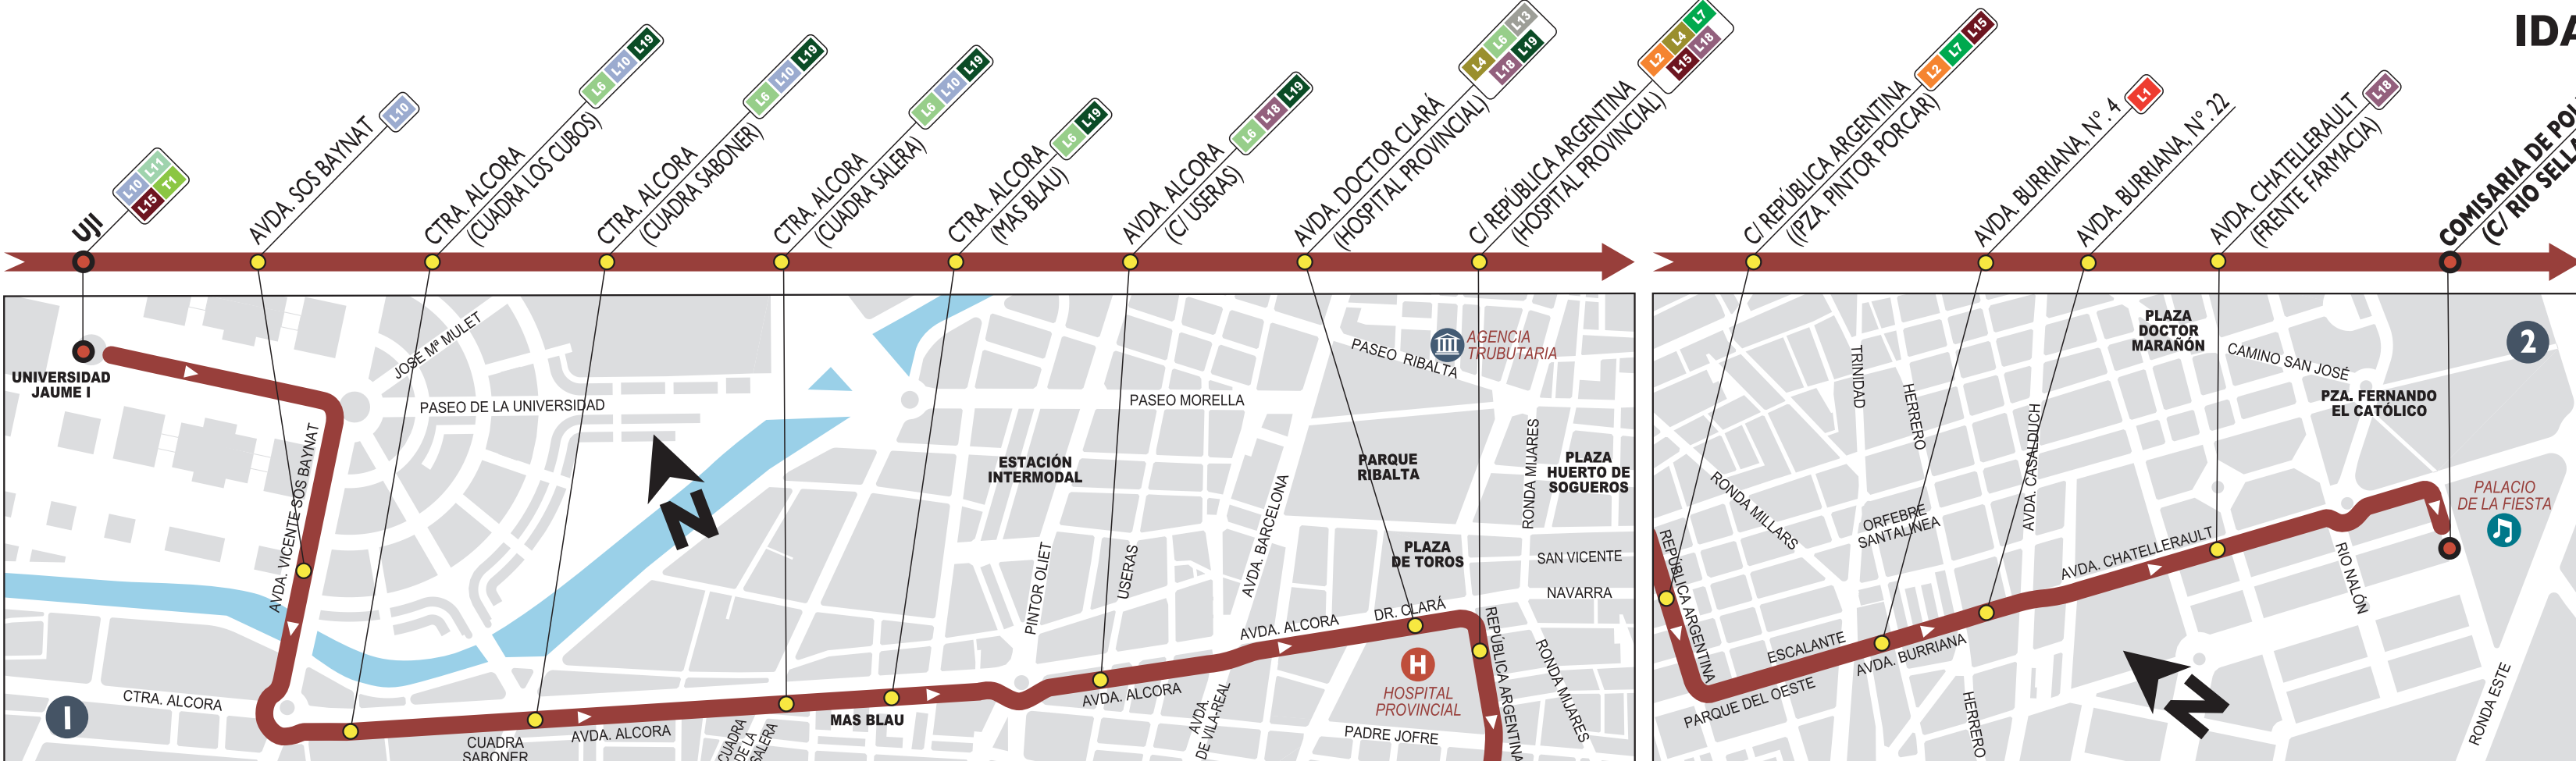 IDA
UJI
L10 L11
L15 T1
AVDA. SOS BAYNAT
L10
CTRA. ALCORA
(CUADRA LOS CUBOS)
L6 L10 L19
CTRA. ALCORA
(CUADRA SABONER)
L6 L10 L19
CTRA. ALCORA
(CUADRA SALERA)
L6 L10 L19
CTRA. ALCORA
(MAS BLAU)
L6 L19
AVDA. ALCORA
(C/ USERAS)
L6 L18 L19
AVDA. DOCTOR CLARÁ
(HOSPITAL PROVINCIAL)
L4 L6 L13
L18 L19
C/ REPÚBLICA ARGENTINA
(HOSPITAL PROVINCIAL)
L2 L4 L7
L15 L18
C/ REPÚBLICA ARGENTINA
((PZA. PINTOR PORCAR)
L2 L7 L15
AVDA. BURRIANA, Nº. 4
L1
AVDA. BURRIANA, Nº. 22
AVDA. CHATELLERAULT
(FRENTE FARMACIA)
L18
COMISARIA DE
(C/ RIO
UNIVERSIDAD
JAUME I
JOSE Mª MULET
PASEO DE LA UNIVERSIDAD
AVDA. VICENTE SOS BAYNAT
CTRA. ALCORA
1
CUADRA
SABONER
AVDA. ALCORA
CUADRA
DE LA
SALERA
N
MAS BLAU
ESTACIÓN
INTERMODAL
PASEO MORELLA
PINTOR OLIET
USERAS
AVDA. BARCELONA
AVDA. ALCORA
AVDA.
DE VILA-REAL
AVDA. ALCORA
DR. CLARÁ
PASEO RIBALTA
AGENCIA
TRUBUTARIA
PARQUE
RIBALTA
PLAZA
DE TOROS
H
HOSPITAL
PROVINCIAL
PADRE JOFRE
RONDA MIJARES
PLAZA
HUERTO DE
SOGUEROS
SAN VICENTE
NAVARRA
REPÚBLICA ARGENTINA
RONDA MIJARES
REPÚBLICA ARGENTINA
RONDA MILLARS
TRINIDAD
HERRERO
ORFEBRE
SANTALINEA
ESCALANTE
PARQUE DEL OESTE
AVDA. BURRIANA
AVDA. CASALDUCH
HERRERO
PLAZA
DOCTOR
MARAÑÓN
CAMINO SAN JOSÉ
PZA. FERNANDO
EL CATÓLICO
2
AVDA. CHATELLERAULT
RIO NALÓN
PALACIO
DE LA FIESTA
N
RONDA ESTE